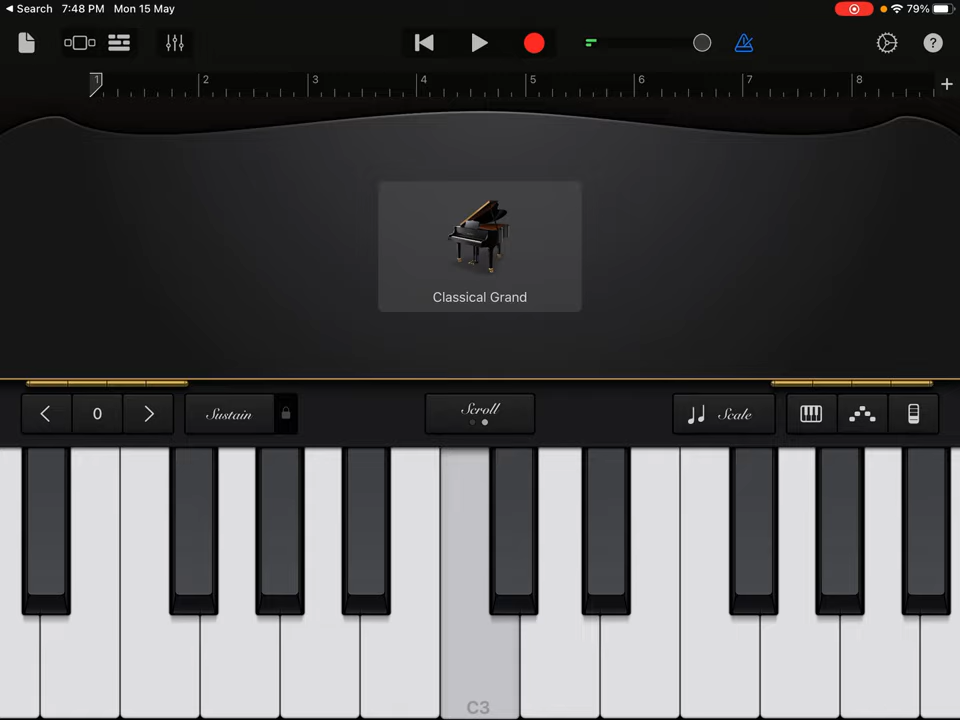 Search 7:48 PM Mon 15 May 79%
?
1 2 3 4 5 6 7 8 +
Classical Grand
0 Sustain Scroll Scale
C3